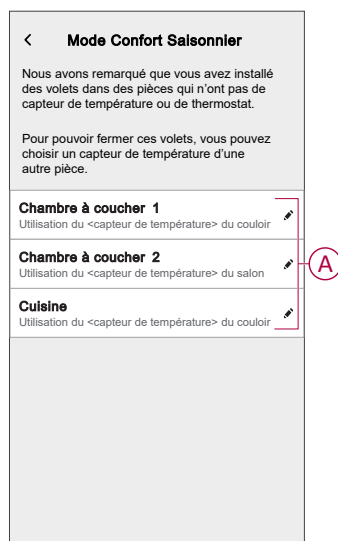 Mode Confort Saisonnier
Nous avons remarqué que vous avez installé
des volets dans des pièces qui n'ont pas de
capteur de température ou de thermostat.
Pour pouvoir fermer ces volets, vous pouvez
choisir un capteur de température d'une
autre pièce.
Chambre à coucher 1
Utilisation du <capteur de température> du couloir
Chambre à coucher 2
Utilisation du <capteur de température> du salon
Cuisine
Utilisation du <capteur de température> du couloir
A